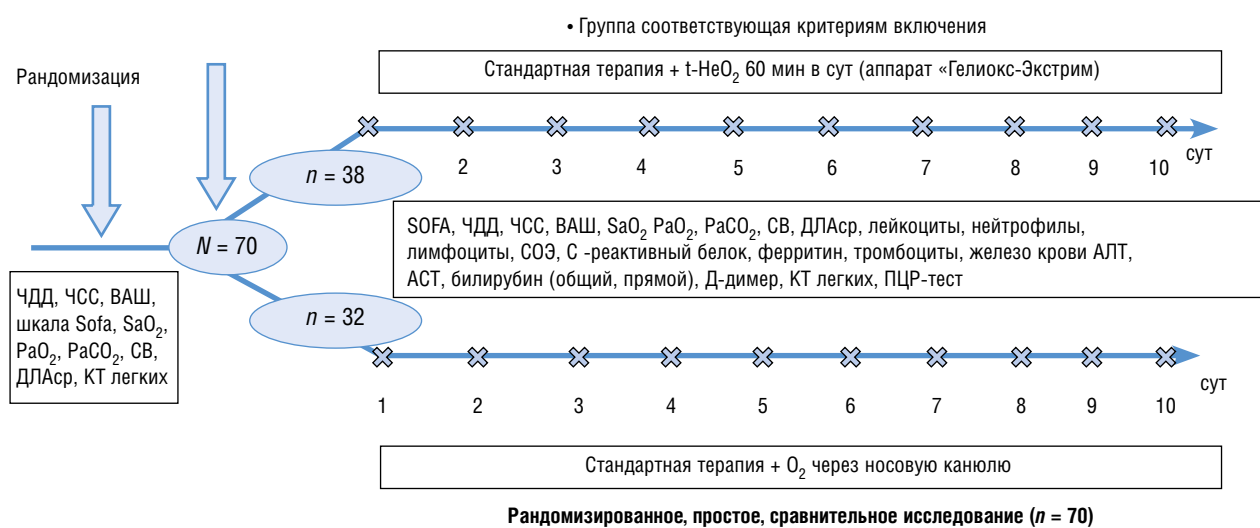 • Группа соответствующая критериям включения
Стандартная терапия + t-HeO₂ 60 мин в сут (аппарат «Гелиокс-Экстрим)
Рандомизация
2 3 4 5 6 7 8 9 10 сут
n = 38
N = 70
n = 32
SOFA, ЧДД, ЧСС, ВАШ, SaO₂ PaO₂, PaCO₂, СВ, ДЛАср, лейкоциты, нейтрофилы,
лимфоциты, СОЭ, С -реактивный белок, ферритин, тромбоциты, железо крови АЛТ,
АСТ, билирубин (общий, прямой), Д-димер, КТ легких, ПЦР-тест
ЧДД, ЧСС, ВАШ,
шкала Sofa, SaO₂,
PaO₂, PaCO₂, СВ,
ДЛАср, КТ легких
1 2 3 4 5 6 7 8 9 10 сут
Стандартная терапия + O₂ через носовую канюлю
Рандомизированное, простое, сравнительное исследование (n = 70)